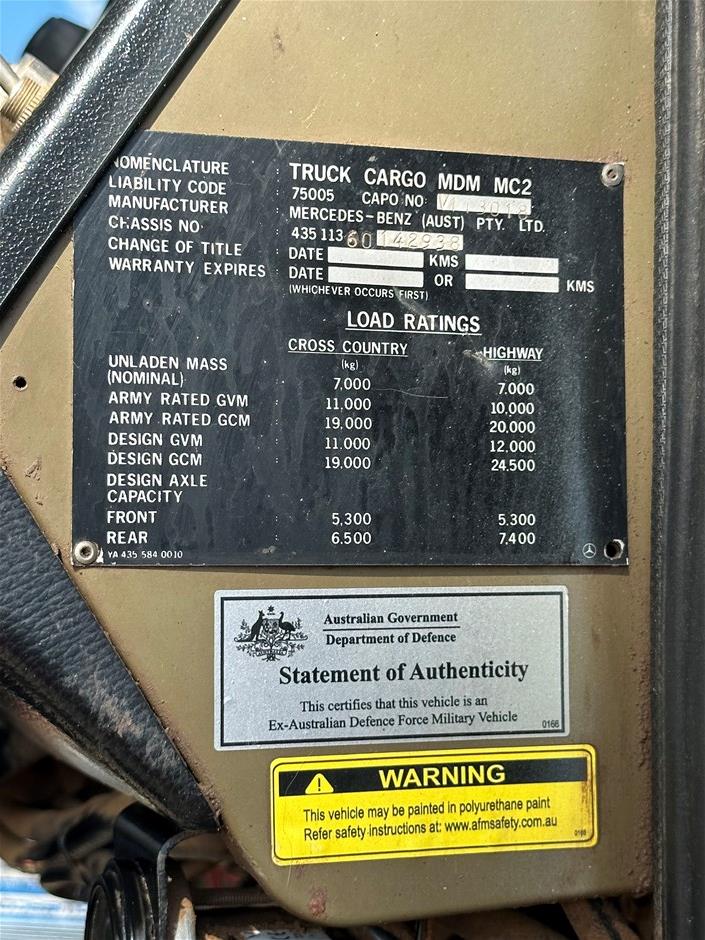 NOMENCLATURE : TRUCK CARGO MDM MC2
LIABILITY CODE : 75005 CAPO NO
MANUFACTURER : MERCEDES-BENZ (AUST) PTY. LTD.
CHASSIS NO : 435 113 60 142938
CHANGE OF TITLE : DATE KMS
WARRANTY EXPIRES : DATE OR KMS
(WHICHEVER OCCURS FIRST)
LOAD RATINGS
CROSS COUNTRY HIGHWAY
(kg) (kg)
UNLADEN MASS
(NOMINAL) : 7,000 7,000
ARMY RATED GVM : 11,000 10,000
ARMY RATED GCM : 19,000 20,000
DESIGN GVM : 11.000 12,000
DESIGN GCM : 19,000 24.500
DESIGN AXLE
CAPACITY
FRONT : 5,300 5.300
REAR : 6.500 7,400
YA 435 584 00 10
Australian Government
Department of Defence
Statement of Authenticity
This certifies that this vehicle is an
Ex-Australian Defence Force Military Vehicle 0166
WARNING
This vehicle may be painted in polyurethane paint
Refer safety instructions at: www.afmsafety.com.au 0166